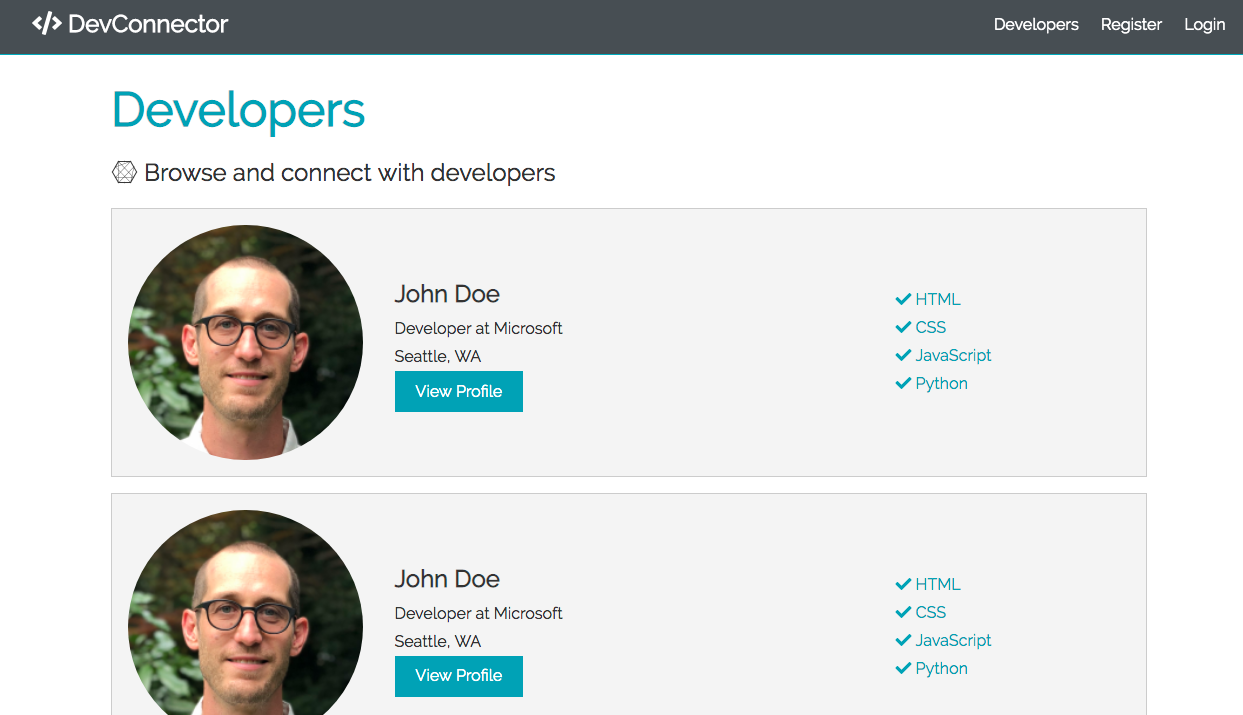 DevConnector
Developers Register Login
Developers
Browse and connect with developers
John Doe
Developer at Microsoft
Seattle, WA
View Profile
HTML
CSS
JavaScript
Python
John Doe
Developer at Microsoft
Seattle, WA
View Profile
HTML
CSS
JavaScript
Python